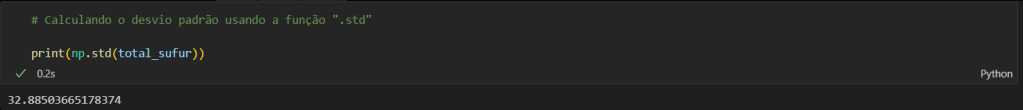 # Calculando o desvio padrão usando a função ".std"
print(np.std(total_sufur))
0.2s
Python
32.88503665178374